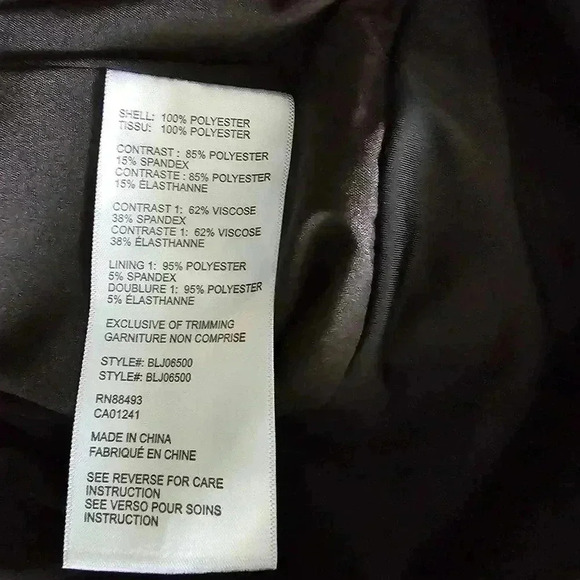 SHELL: 100% POLYESTER
TISSU: 100% POLYESTER
CONTRAST : 85% POLYESTER
15% SPANDEX
CONTRASTE : 85% POLYESTER
15% ÉLASTHANNE
CONTRAST 1: 62% VISCOSE
38% SPANDEX
CONTRASTE 1: 62% VISCOSE
38% ÉLASTHANNE
LINING 1: 95% POLYESTER
5% SPANDEX
DOUBLURE 1: 95% POLYESTER
5% ÉLASTHANNE
EXCLUSIVE OF TRIMMING
GARNITURE NON COMPRISE
STYLE#: BLJ06500
STYLE#: BLJ06500
RN88493
CA01241
MADE IN CHINA
FABRIQUÉ EN CHINE
SEE REVERSE FOR CARE
INSTRUCTION
SEE VERSO POUR SOINS
INSTRUCTION